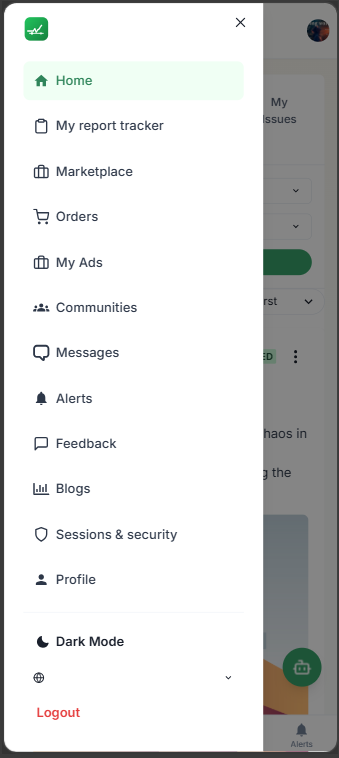 Home
My report tracker
Marketplace
Orders
My Ads
Communities
Messages
Alerts
Feedback
Blogs
Sessions & security
Profile
Dark Mode
Logout
My
Issues
rst
ED
haos in
g the
Alerts